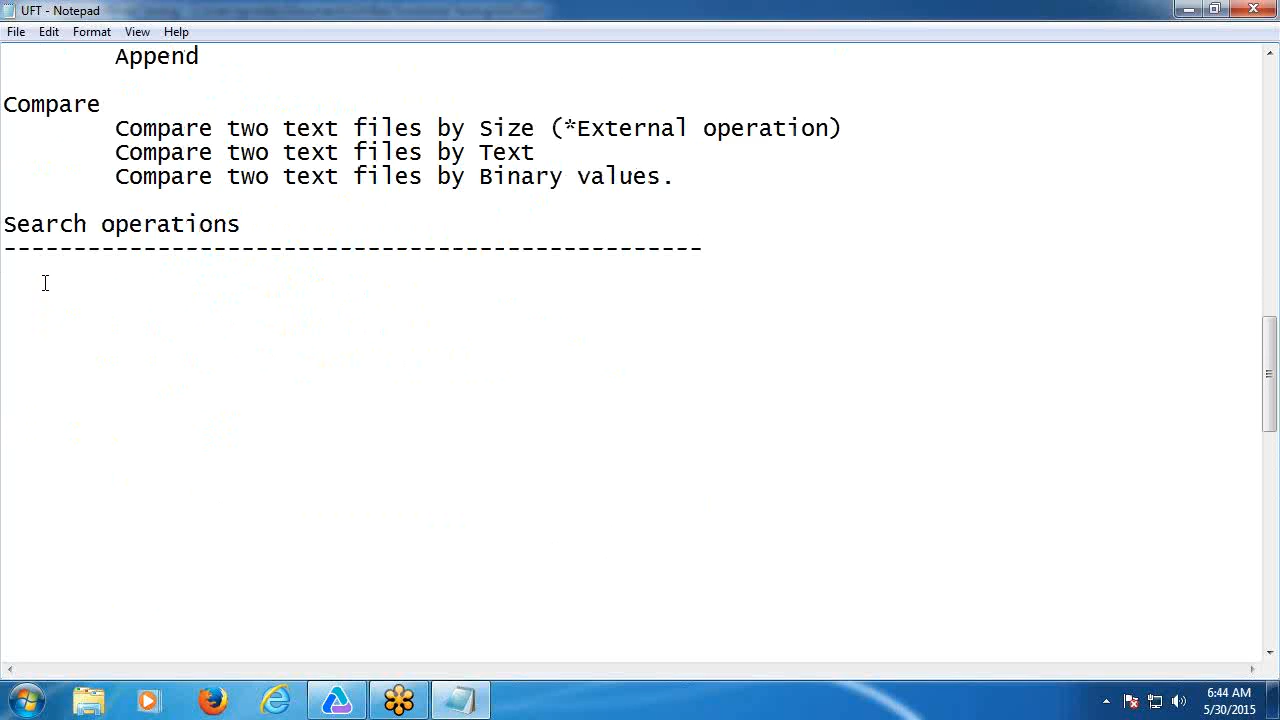 UFT - Notepad
File Edit Format View Help
Append
Compare
Compare two text files by Size (*External operation)
Compare two text files by Text
Compare two text files by Binary values.
Search operations
--------------------------------------------------
6:44 AM
5/30/2015